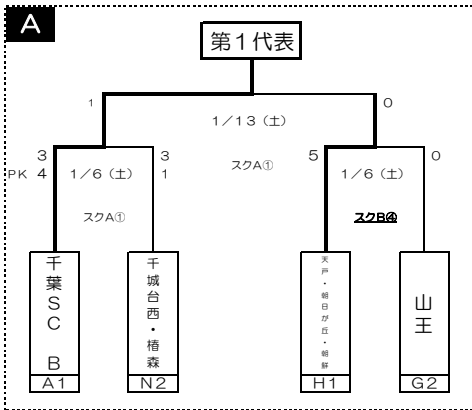 A
第1代表
1
0
1/13（土）
スクA①
3
PK 4
1/6（土）
3
1
スクA①
5
1/6（土）
0
スクB④
千葉SC B
千城台西・椿森
天戸・朝日が丘・朝鮮
山王
A1
N2
H1
G2